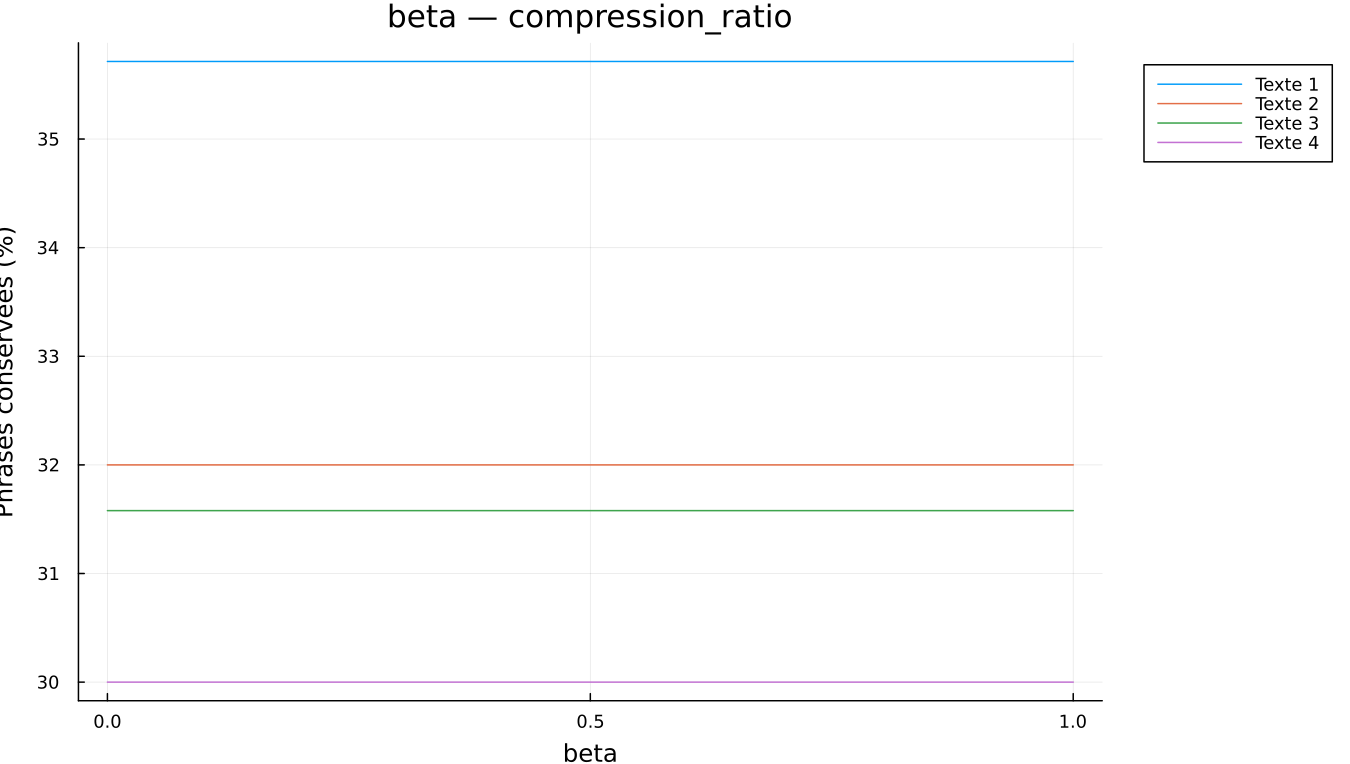 beta — compression_ratio
Texte 1
Texte 2
Texte 3
Texte 4
Phrases conservées (%)
35
34
33
32
31
30
0.0 0.5 1.0
beta